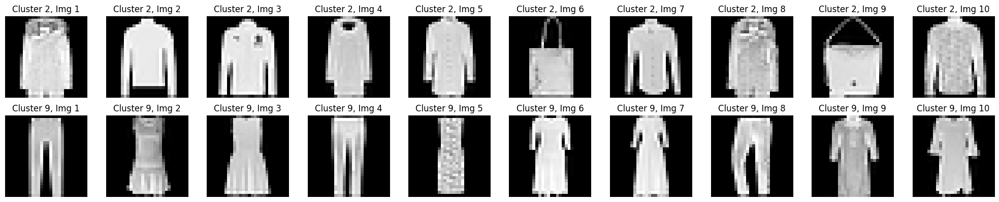 Cluster 2, Img 1
Cluster 2, Img 2
Cluster 2, Img 3
Cluster 2, Img 4
Cluster 2, Img 5
Cluster 2, Img 6
Cluster 2, Img 7
Cluster 2, Img 8
Cluster 2, Img 9
Cluster 2, Img 10
Cluster 9, Img 1
Cluster 9, Img 2
Cluster 9, Img 3
Cluster 9, Img 4
Cluster 9, Img 5
Cluster 9, Img 6
Cluster 9, Img 7
Cluster 9, Img 8
Cluster 9, Img 9
Cluster 9, Img 10